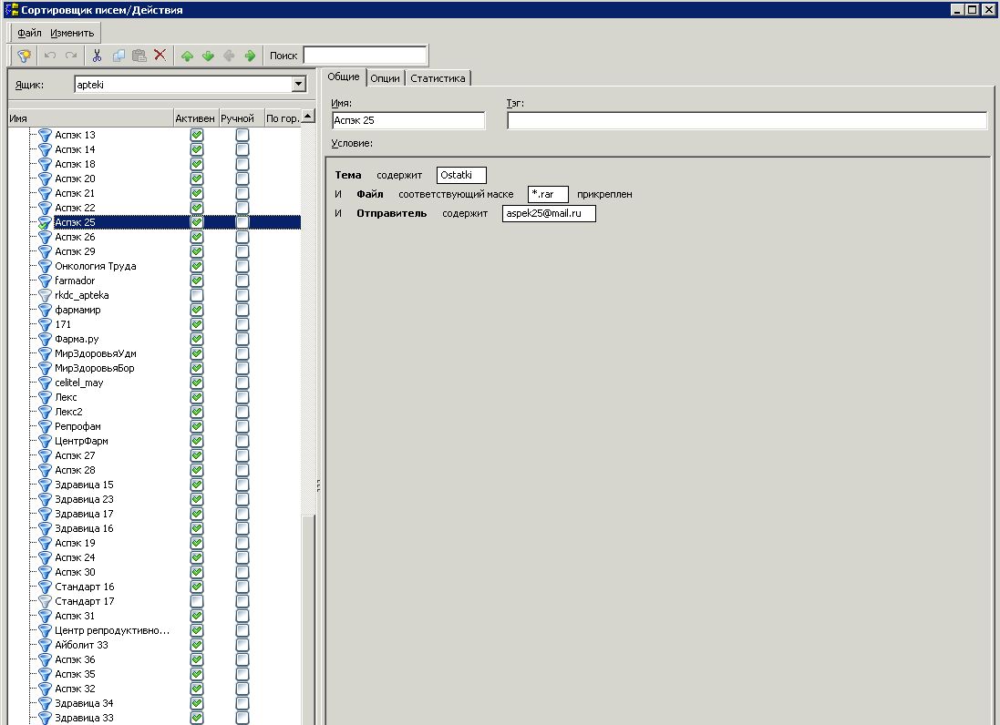 Сортировщик писем/Действия
Файл Изменить
Поиск
Ящик: apteki
Имя Активен Ручной По гор.
Аспэк 13
Аспэк 14
Аспэк 18
Аспэк 20
Аспэк 21
Аспэк 22
Аспэк 25
Аспэк 26
Аспэк 29
Онкология Труда
farmador
rkdc_apteka
фармамир
171
Фарма.ру
МирЗдоровьяУдм
МирЗдоровьяБор
celitel_may
Лекс
Лекс2
Репрофам
ЦентрФарм
Аспэк 27
Аспэк 28
Здравица 15
Здравица 23
Здравица 17
Здравица 16
Аспэк 19
Аспэк 24
Аспэк 30
Стандарт 16
Стандарт 17
Аспэк 31
Центр репродуктивно...
Айболит 33
Аспэк 36
Аспэк 35
Аспэк 32
Здравица 34
Здравица 33
Общие Опции Статистика
Имя: Тэг:
Аспэк 25
Условие:
Тема содержит Ostatki
И Файл соответствующий маске *.rar прикреплен
И Отправитель содержит aspek25@mail.ru